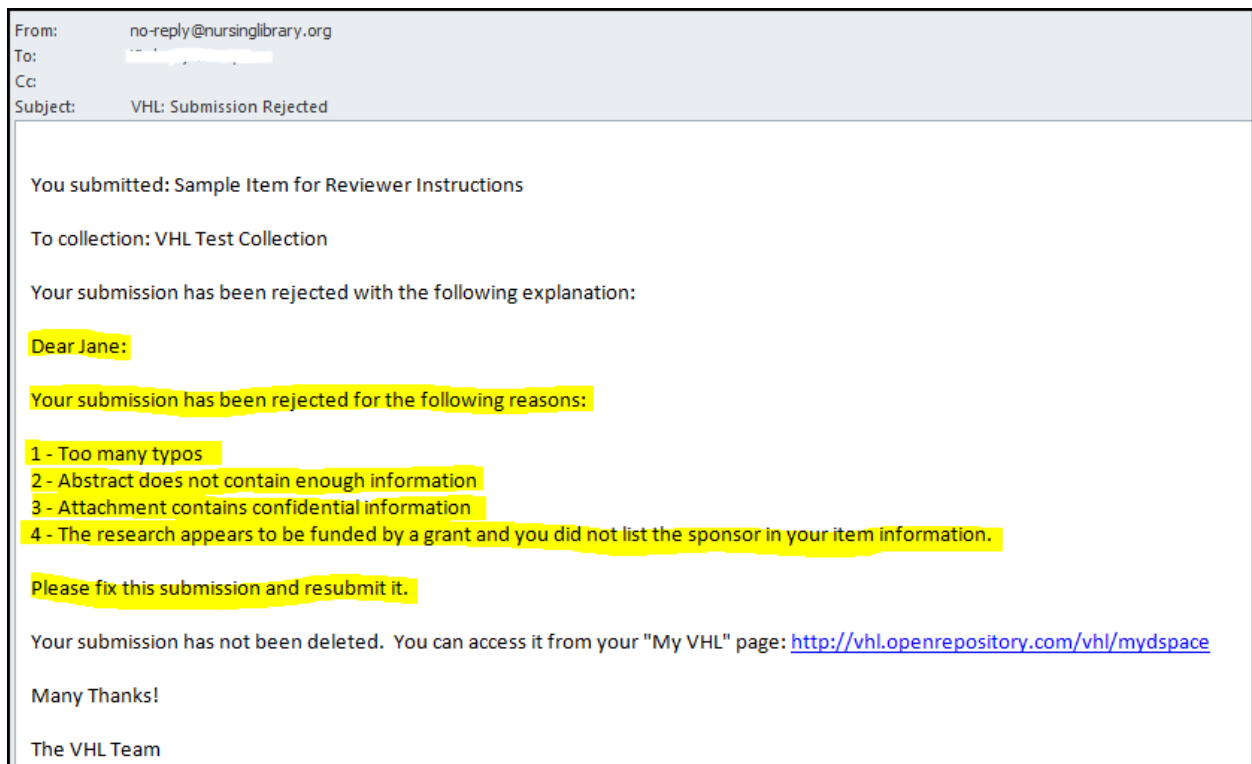 From: no-reply@nursinglibrary.org
To:
Cc:
Subject: VHL: Submission Rejected
You submitted: Sample Item for Reviewer Instructions
To collection: VHL Test Collection
Your submission has been rejected with the following explanation:
Dear Jane:
Your submission has been rejected for the following reasons:
1 - Too many typos
2 - Abstract does not contain enough information
3 - Attachment contains confidential information
4 - The research appears to be funded by a grant and you did not list the sponsor in your item information.
Please fix this submission and resubmit it.
Your submission has not been deleted.  You can access it from your "My VHL" page: http://vhl.openrepository.com/vhl/mydspace
Many Thanks!
The VHL Team